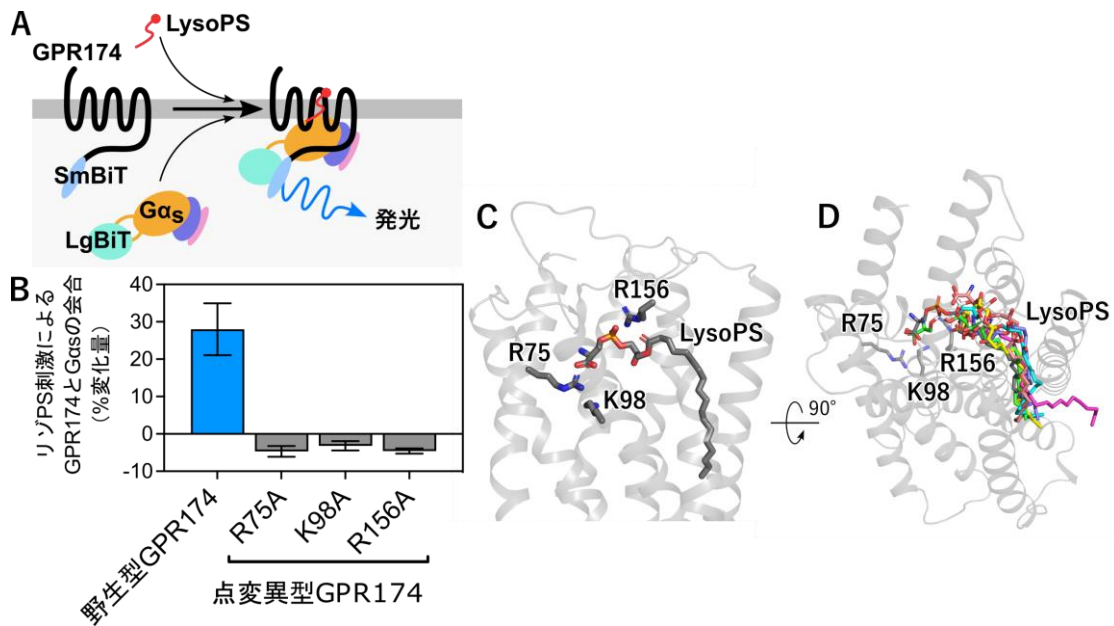 A
LysoPS
GPR174
SmBiT
Gαs
LgBiT
発光
B
リゾPS刺激による
GPR174とGαsの会合
(%変化量)
40
30
20
10
0
-10
野生型GPR174
R75A
K98A
R156A
点変異型GPR174
C
R156
LysoPS
R75
K98
90°
D
LysoPS
R75
R156
K98